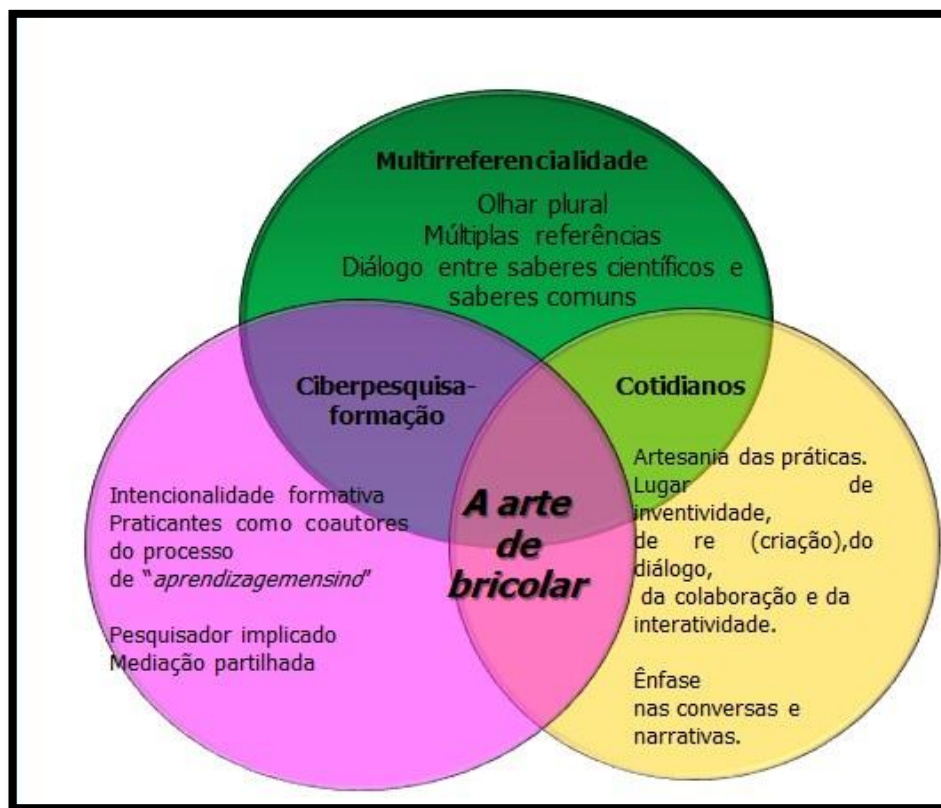 Multirreferencialidade
Olhar plural
Múltiplas referências
Diálogo entre saberes científicos e
saberes comuns
Ciberpesquisa-
formação
Intencionalidade formativa
Praticantes como coautores
do processo
de “aprendizagemensino”
Pesquisador implicado
Mediação partilhada
A arte
de
bricolar
Cotidianos
Artesania das práticas.
Lugar de
inventividade,
de re (criação),do
diálogo,
da colaboração e da
interatividade.
Ênfase
nas conversas e
narrativas.